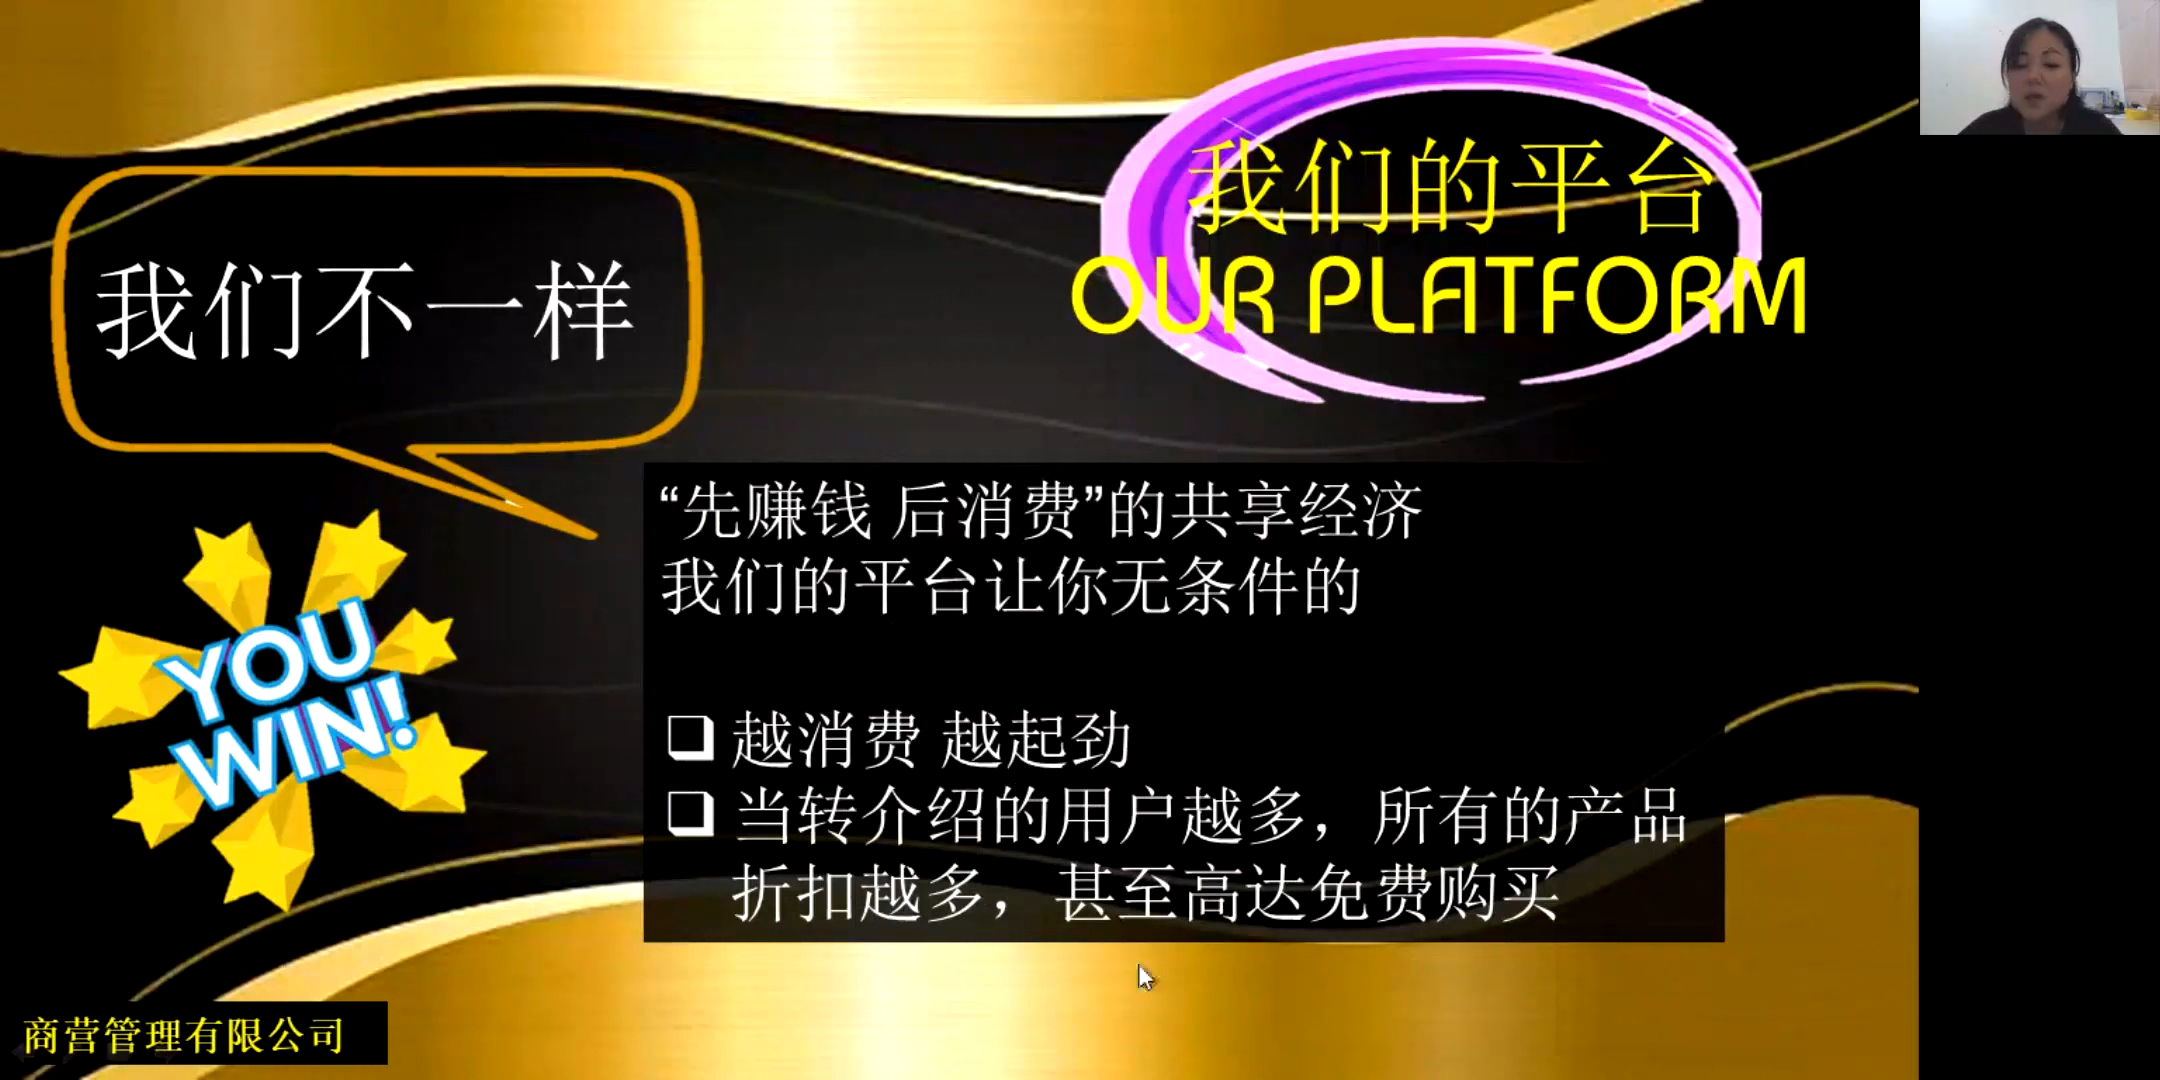 我们的平台
OUR PLATFORM
我们不一样
“先赚钱 后消费”的共享经济
我们的平台让你无条件的
YOU
WIN!
越消费 越起劲
当转介绍的用户越多，所有的产品
折扣越多，甚至高达免费购买
商营管理有限公司